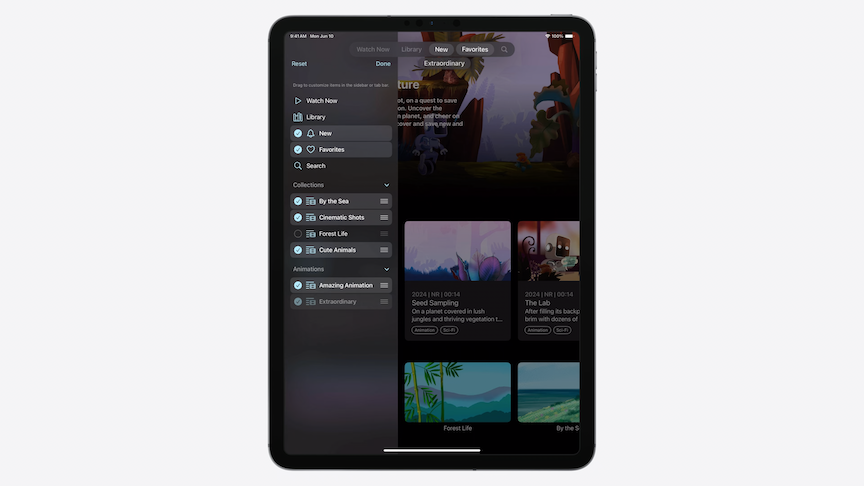 9:41 AM Mon Jun 10
100%
Watch Now Library New Favorites
Reset Done
Extraordinary
Drag to customize items in the sidebar or tab bar.
Watch Now
Library
New
Favorites
Search
Collections
By the Sea
Cinematic Shots
Forest Life
Cute Animals
Animations
Amazing Animation
Extraordinary
ture
ot, on a quest to save
on. Uncover the
n planet, and cheer on
cover and save new and
2024 | NR | 00:14
Seed Sampling
On a planet covered in lush
jungles and thriving vegetation t...
Animation Sci-Fi
2024 | NR | 00:14
The Lab
After filling its backp
brim with dozens of
Animation Sci-Fi
Forest Life
By the S